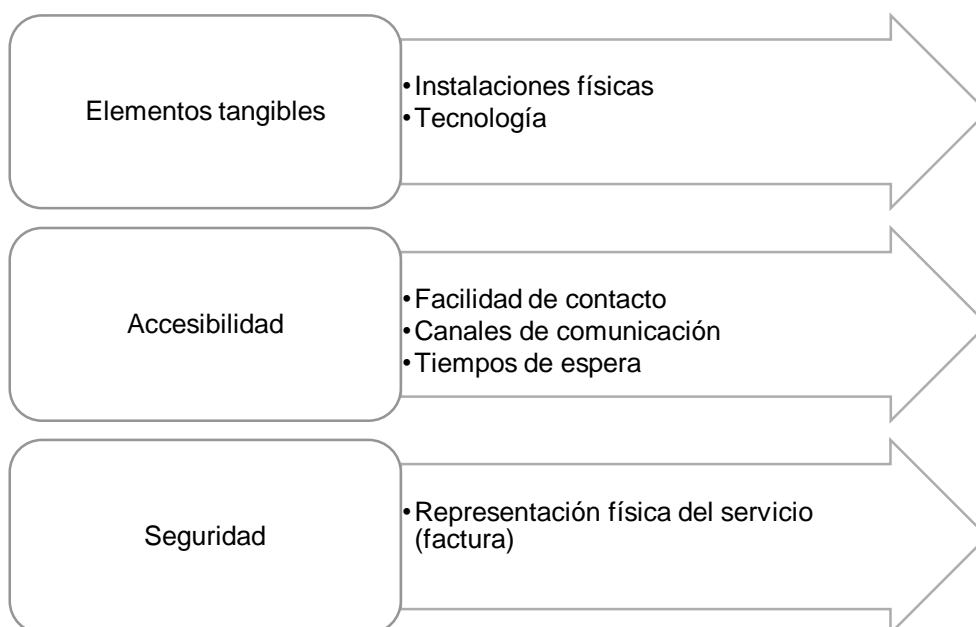 Elementos tangibles
•Instalaciones físicas
•Tecnología
Accesibilidad
•Facilidad de contacto
•Canales de comunicación
•Tiempos de espera
Seguridad
•Representación física del servicio
(factura)